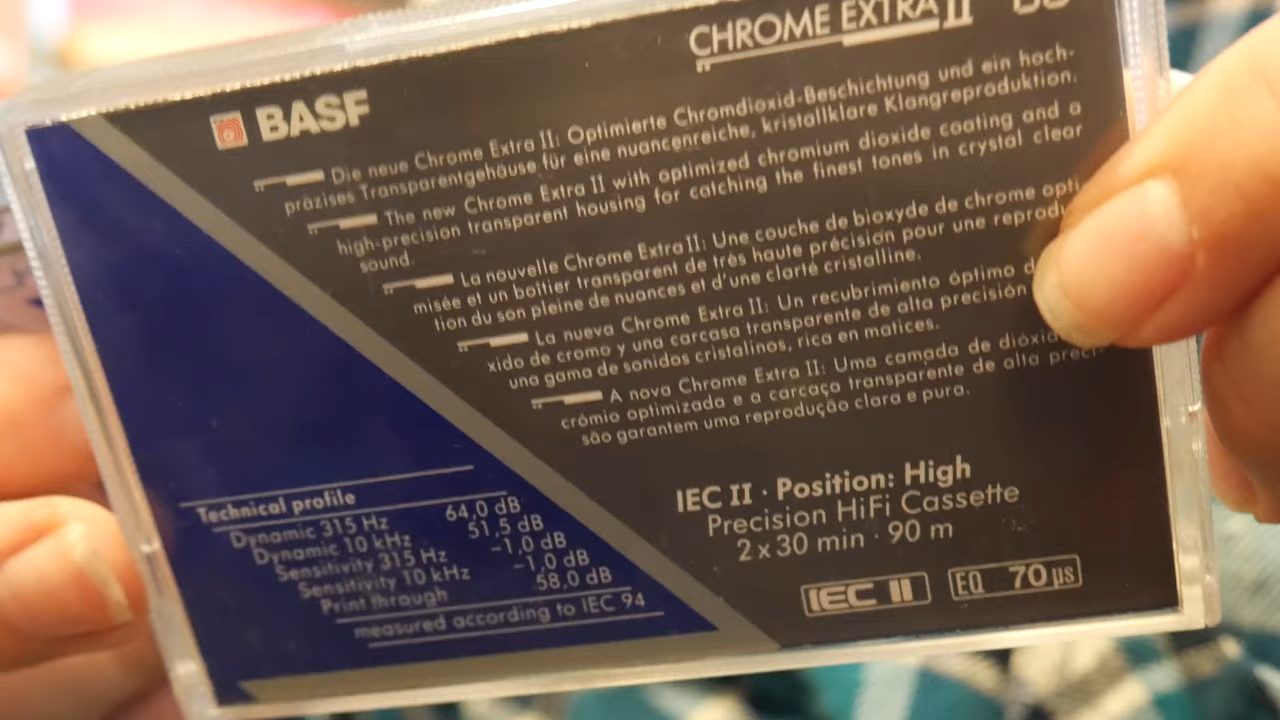 CHROME EXTRA II
BASF
Die neue Chrome Extra II: Optimierte Chromdioxid-Beschichtung und ein hoch-
präzises Transparentgehäuse für eine nuancenreiche, kristallklare Klangreproduktion.
The new Chrome Extra II with optimized chromium dioxide coating and a
high-precision transparent housing for catching the finest tones in crystal clear
sound.
La nouvelle Chrome Extra II: Une couche de bioxyde de chrome opti
misée et un boîtier transparent de très haute précision pour une reprod
tion du son pleine de nuances et d'une clarté cristalline.
La nueva Chrome Extra II: Un recubrimiento óptimo d
xido de cromo y una carcasa transparente de alta precisión
una gama de sonidos cristalinos, rica en matices.
A nova Chrome Extra II: Uma camada de dióxid
crómio optimizada e a carcaça transparente de alta preci
são garantem uma reprodução clara e pura.
Technical profile
Dynamic 315 Hz 64,0 dB
Dynamic 10 kHz 51,5 dB
Sensitivity 315 Hz -1,0 dB
Sensitivity 10 kHz -1,0 dB
Print through 58,0 dB
measured according to IEC 94
IEC II · Position: High
Precision HiFi Cassette
2 x 30 min · 90 m
IEC II EQ 70 µs